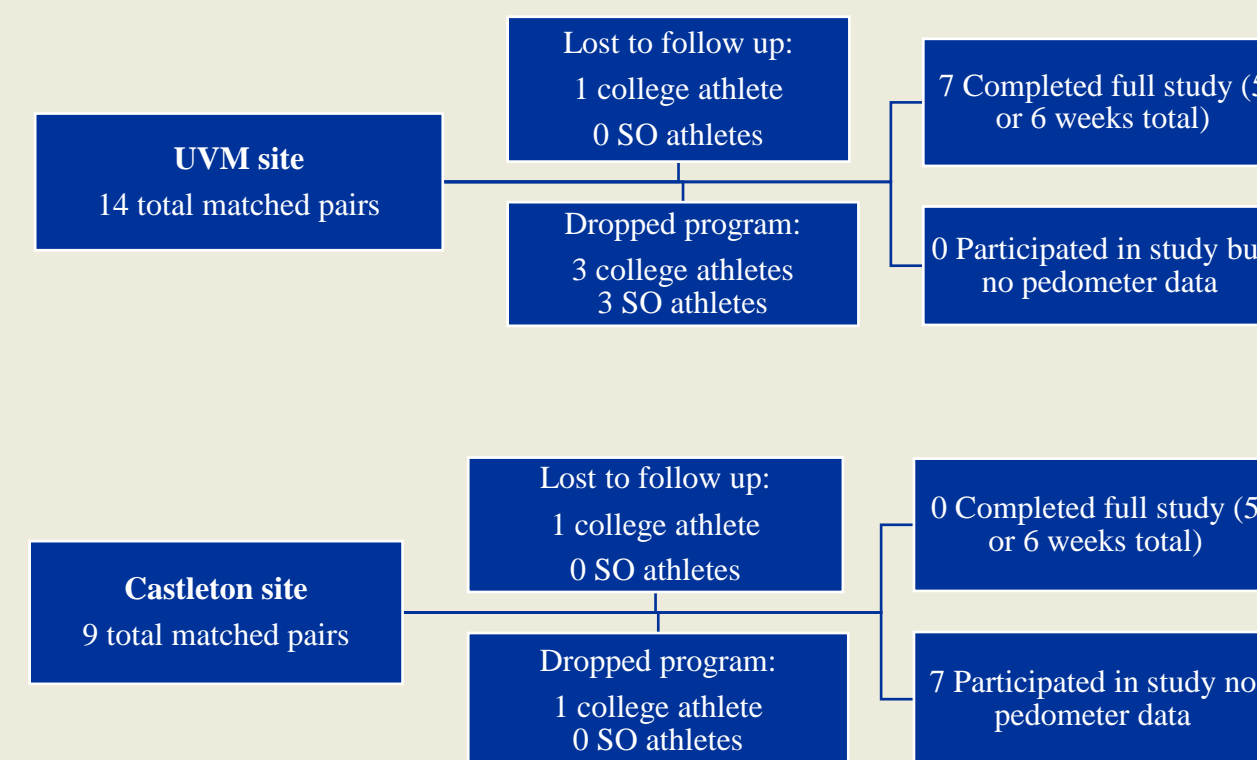 UVM site
14 total matched pairs
Lost to follow up:
1 college athlete
0 SO athletes
Dropped program:
3 college athletes
3 SO athletes
7 Completed full study (5
or 6 weeks total)
0 Participated in study bu
no pedometer data
Castleton site
9 total matched pairs
Lost to follow up:
1 college athlete
0 SO athletes
Dropped program:
1 college athlete
0 SO athletes
0 Completed full study (5
or 6 weeks total)
7 Participated in study no
pedometer data